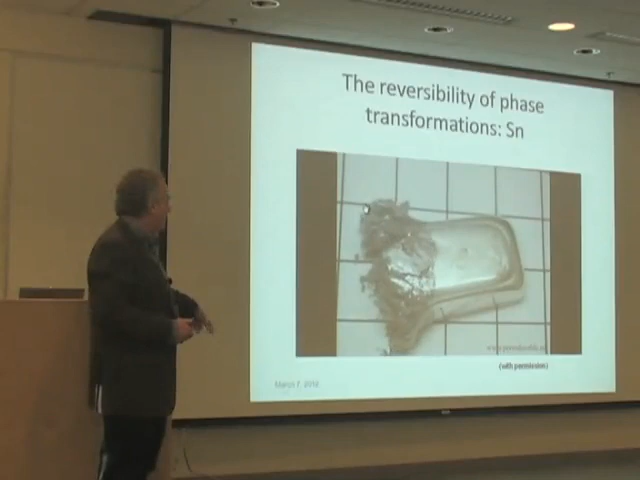 The reversibility of phase
transformations: Sn
(with permission)
March 7, 2012